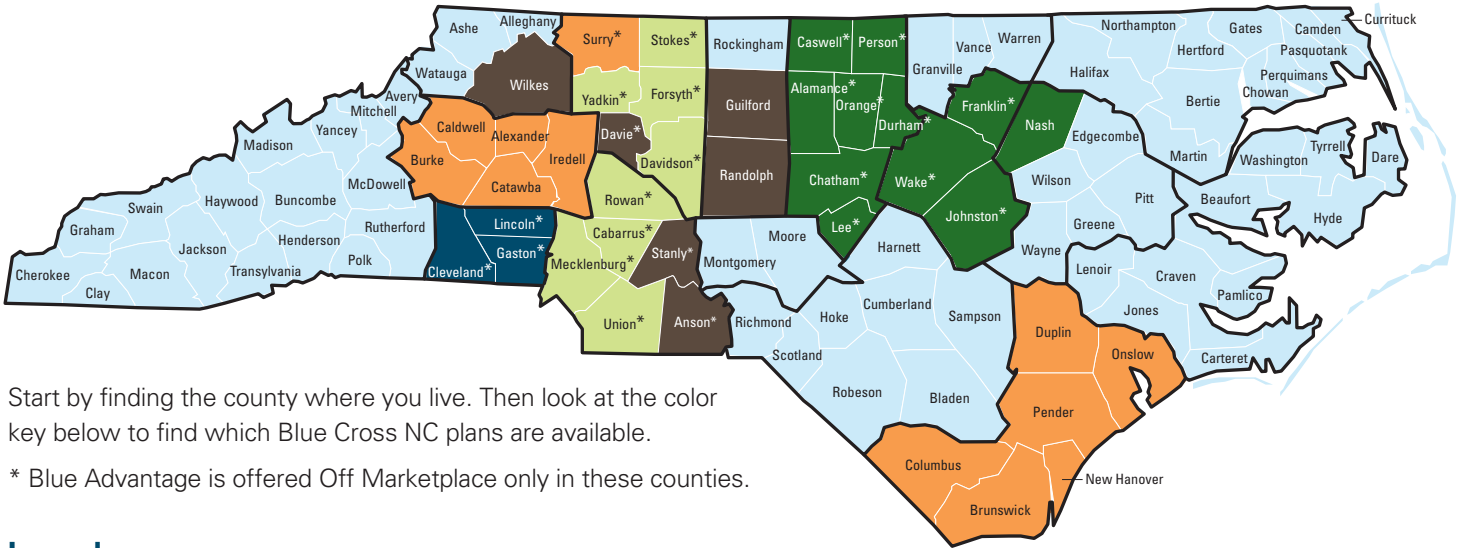 Ashe
Alleghany
Surry*
Stokes*
Rockingham
Caswell*
Person*
Granville
Vance
Warren
Northampton
Gates
Camden
Currituck
Hertford
Pasquotank
Watauga
Wilkes
Yadkin*
Forsyth*
Guilford
Alamance*
Orange*
Durham*
Franklin*
Halifax
Perquimans
Chowan
Bertie
Avery
Mitchell
Yancey
Madison
Caldwell
Alexander
Iredell
Davie*
Davidson*
Randolph
Nash
Edgecombe
Martin
Washington
Tyrrell
Dare
Burke
Catawba
McDowell
Buncombe
Haywood
Swain
Graham
Rowan*
Chatham*
Wake*
Wilson
Pitt
Beaufort
Hyde
Lincoln*
Rutherford
Henderson
Jackson
Cabarrus*
Stanly*
Moore
Montgomery
Lee*
Johnston*
Greene
Harnett
Wayne
Lenoir
Craven
Pamlico
Cherokee
Macon
Clay
Transylvania
Polk
Cleveland*
Gaston*
Mecklenburg*
Union*
Anson*
Richmond
Hoke
Cumberland
Sampson
Duplin
Jones
Onslow
Carteret
Scotland
Robeson
Bladen
Pender
Columbus
Brunswick
New Hanover
Start by finding the county where you live. Then look at the color
key below to find which Blue Cross NC plans are available.
* Blue Advantage is offered Off Marketplace only in these counties.